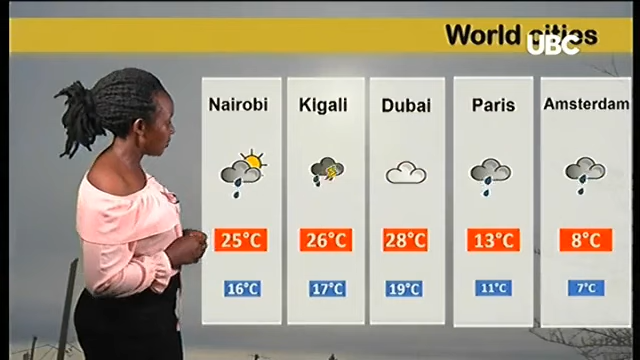 World cities
UBC
Nairobi Kigali Dubai Paris Amsterdam
25°C 26°C 28°C 13°C 8°C
16°C 17°C 19°C 11°C 7°C